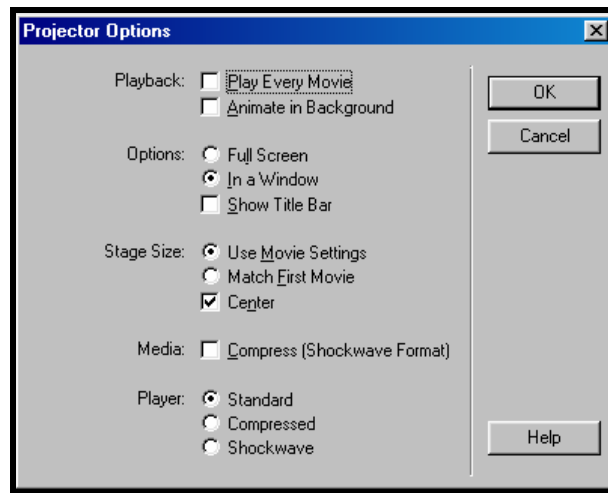 Projector Options
Playback: Play Every Movie
Animate in Background
Options: Full Screen
In a Window
Show Title Bar
Stage Size: Use Movie Settings
Match First Movie
Center
Media: Compress (Shockwave Format)
Player: Standard
Compressed
Shockwave
OK
Cancel
Help